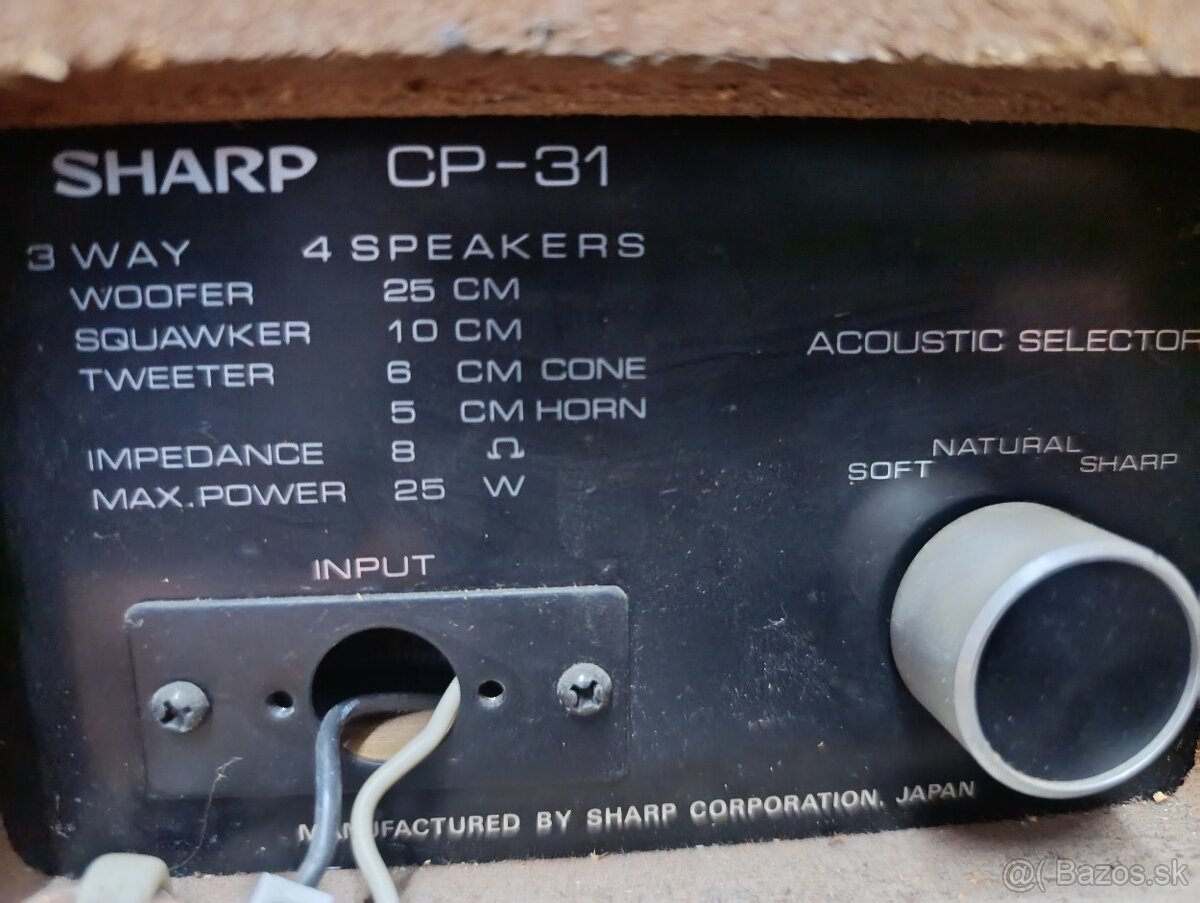 SHARP CP-31
3 WAY 4 SPEAKERS
WOOFER 25 CM
SQUAWKER 10 CM
TWEETER 6 CM CONE
5 CM HORN
IMPEDANCE 8 Ω
MAX.POWER 25 W
INPUT
ACOUSTIC SELECTOR
SOFT NATURAL SHARP
MANUFACTURED BY SHARP CORPORATION, JAPAN
@( Bazos.sk